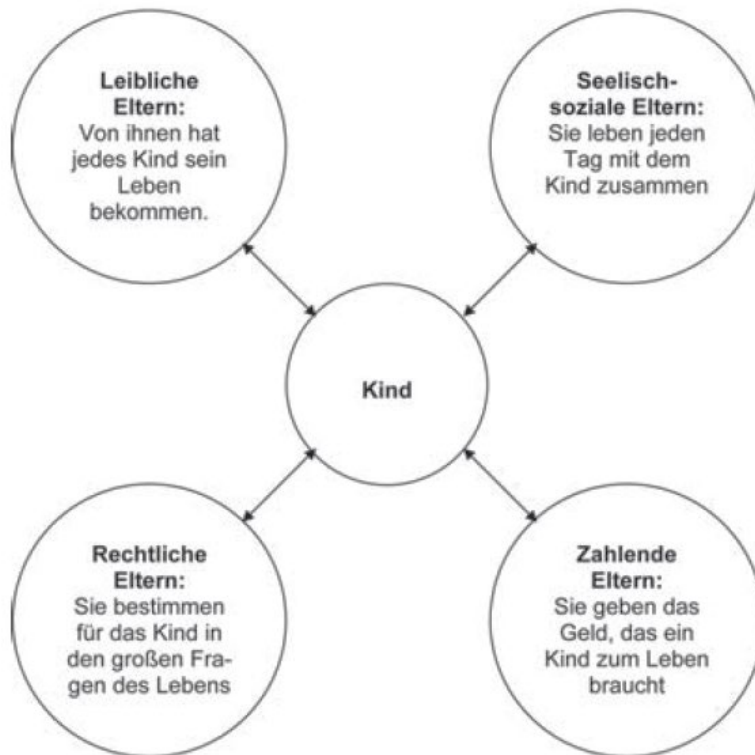 Leibliche
Eltern:
Von ihnen hat
jedes Kind sein
Leben
bekommen.
Seelisch-
soziale Eltern:
Sie leben jeden
Tag mit dem
Kind zusammen
Kind
Rechtliche
Eltern:
Sie bestimmen
für das Kind in
den großen Fra-
gen des Lebens
Zahlende
Eltern:
Sie geben das
Geld, das ein
Kind zum Leben
braucht